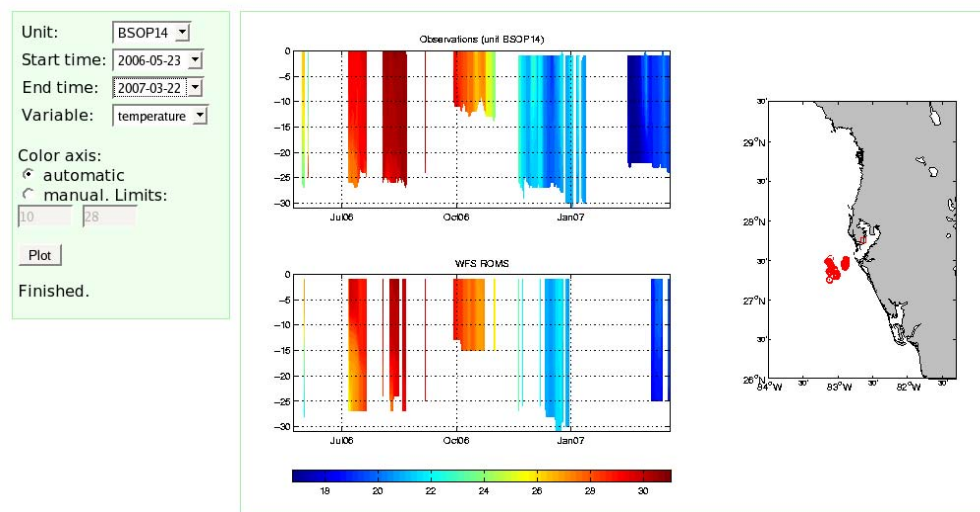 Unit: BSOP14
Start time: 2006-05-23
End time: 2007-03-22
Variable: temperature
Color axis:
automatic
manual. Limits:
10 28
Plot
Finished.
Observations (unit BSOP14)
0
-5
-10
-15
-20
-25
-30
Jul06 Oct06 Jan07
WFS ROMS
0
-5
-10
-15
-20
-25
-30
Jul06 Oct06 Jan07
18 20 22 24 26 28 30
30'
29°N
30'
28°N
30'
27°N
30'
26°N
84°W 30' 83°W 30' 82°W 30'